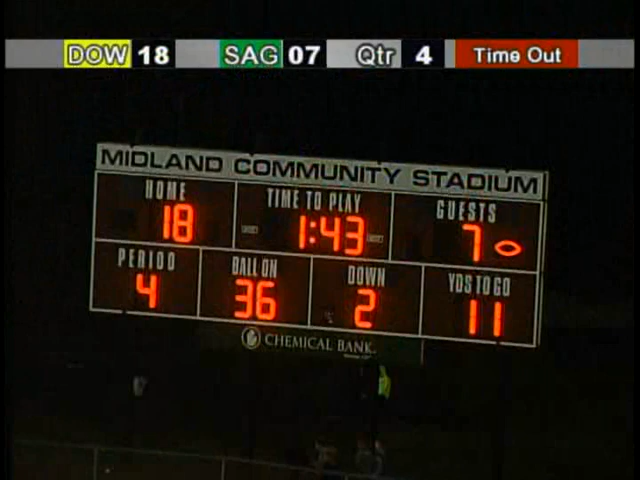 DOW 18 SAG 07 Qtr 4 Time Out
MIDLAND COMMUNITY STADIUM
HOME TIME TO PLAY GUESTS
18 1:43 7
PERIOD BALL ON DOWN YDS TO GO
4 36 2 11
CHEMICAL BANK